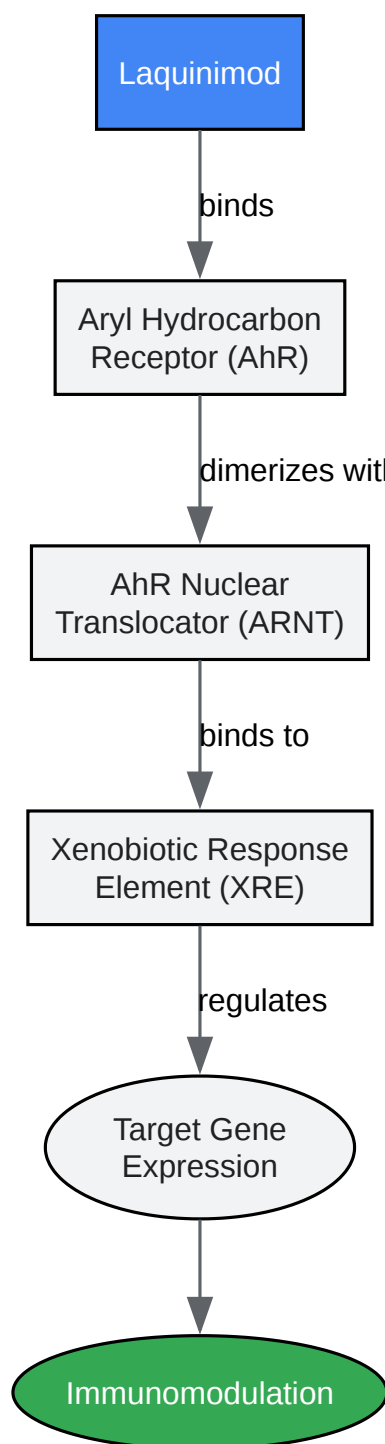 Laquinimod
binds
Aryl Hydrocarbon
Receptor (AhR)
dimerizes with
AhR Nuclear
Translocator (ARNT)
binds to
Xenobiotic Response
Element (XRE)
regulates
Target Gene
Expression
Immunomodulation